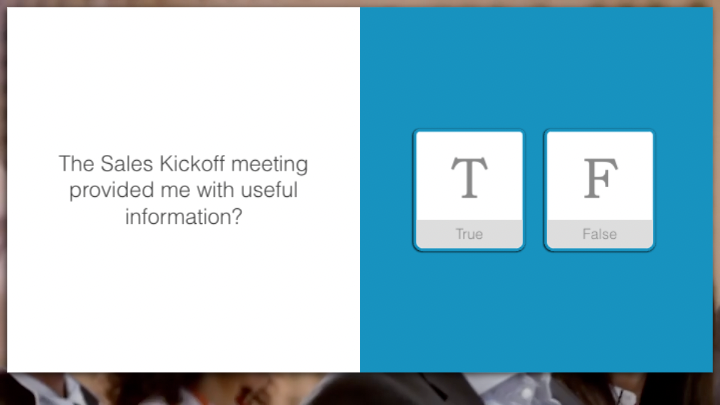 The Sales Kickoff meeting
provided me with useful
information?
T
F
True
False